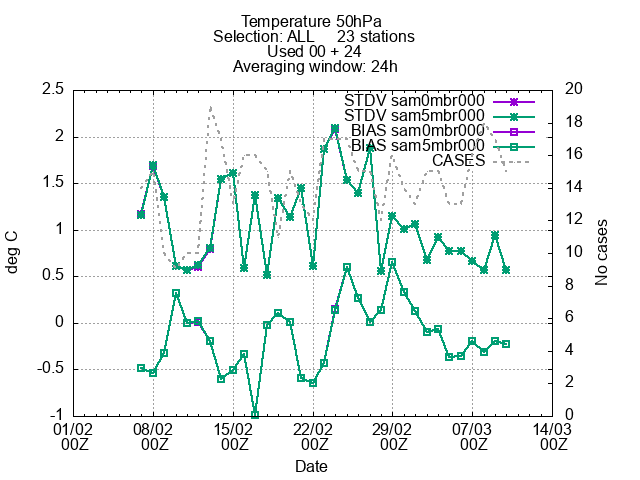 Temperature 50hPa
Selection: ALL 23 stations
Used 00 + 24
Averaging window: 24h
STDV sam0mbr000
STDV sam5mbr000
BIAS sam0mbr000
BIAS sam5mbr000
CASES
deg C
2.5
2
1.5
1
0.5
0
-0.5
-1
No cases
20
18
16
14
12
10
8
6
4
2
0
01/02 08/02 15/02 22/02 29/02 07/03 14/03
00Z 00Z 00Z 00Z 00Z 00Z 00Z
Date